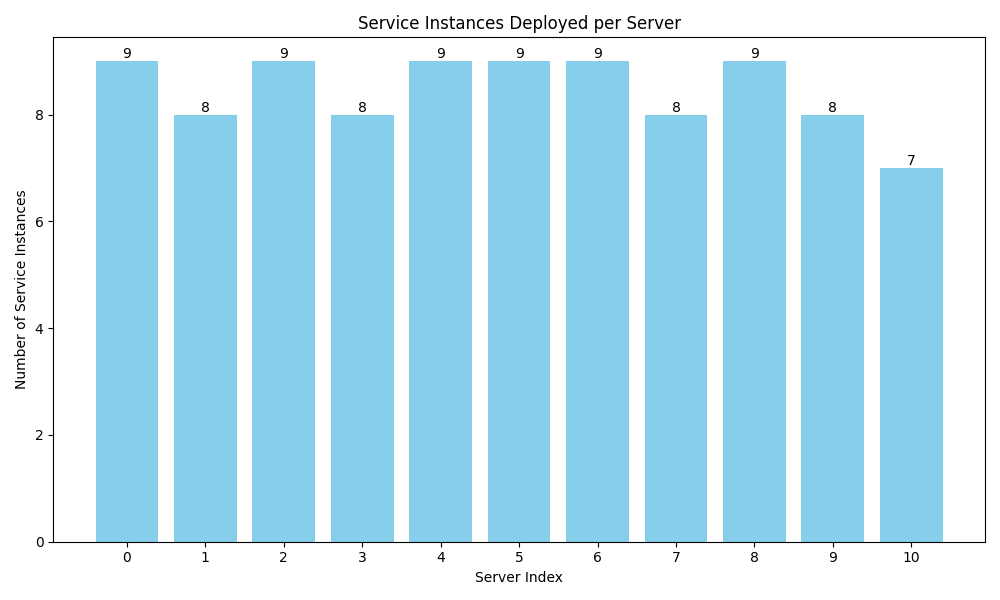 Service Instances Deployed per Server
9 8 9 8 9 9 9 8 9 8 7
8
6
4
2
0
Number of Service Instances
0 1 2 3 4 5 6 7 8 9 10
Server Index